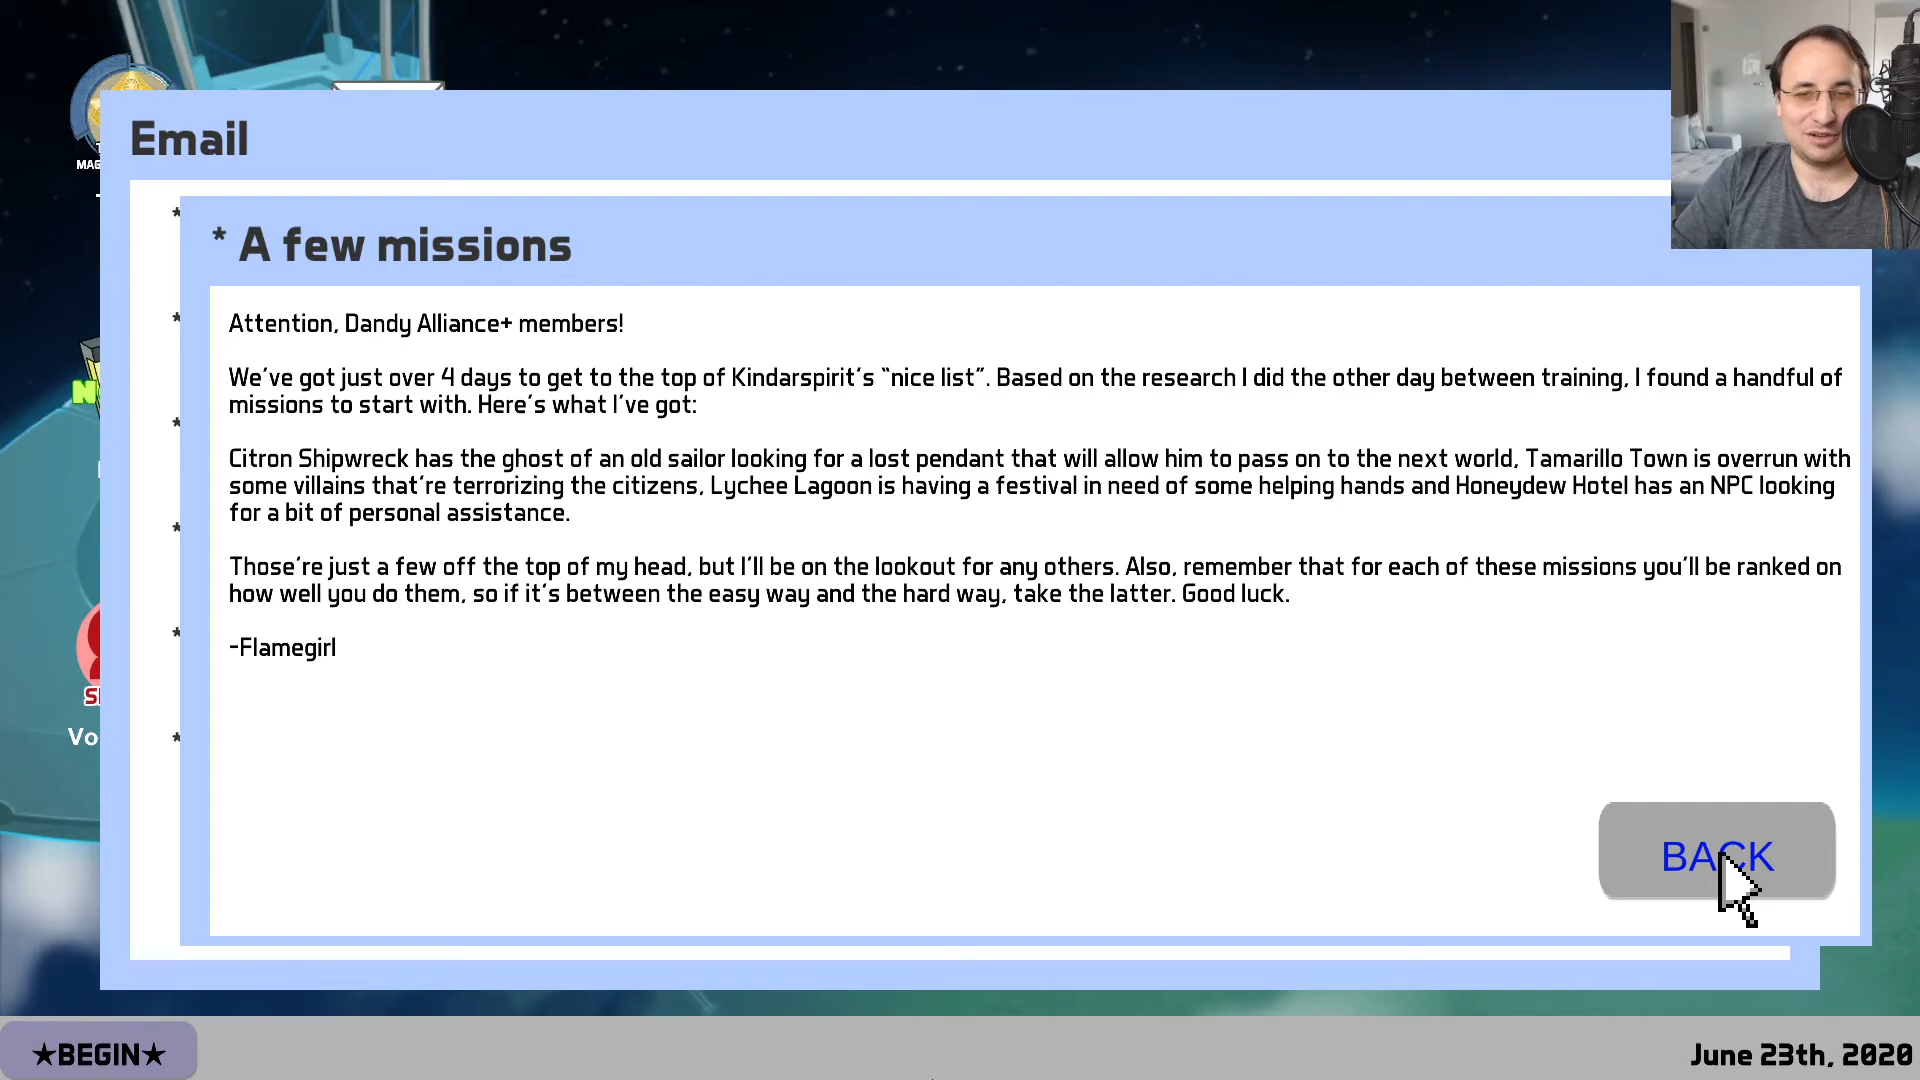 Email
* A few missions
Attention, Dandy Alliance+ members!
We've got just over 4 days to get to the top of Kindarspirit's “nice list”. Based on the research I did the other day between training, I found a handful of
missions to start with. Here's what I've got:
Citron Shipwreck has the ghost of an old sailor looking for a lost pendant that will allow him to pass on to the next world, Tamarillo Town is overrun with
some villains that're terrorizing the citizens, Lychee Lagoon is having a festival in need of some helping hands and Honeydew Hotel has an NPC looking
for a bit of personal assistance.
Those're just a few off the top of my head, but I'll be on the lookout for any others. Also, remember that for each of these missions you'll be ranked on
how well you do them, so if it's between the easy way and the hard way, take the latter. Good luck.
-Flamegirl
BACK
★BEGIN★
June 23th, 2020